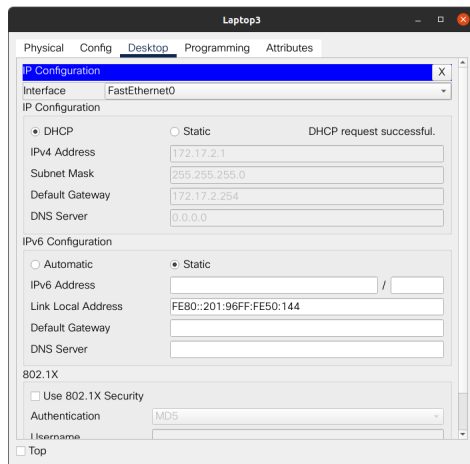 Laptop3
Physical Config Desktop Programming Attributes
IP Configuration X
Interface FastEthernet0
IP Configuration
DHCP Static DHCP request successful.
IPv4 Address 172.17.2.1
Subnet Mask 255.255.255.0
Default Gateway 172.17.2.254
DNS Server 0.0.0.0
IPv6 Configuration
Automatic Static
IPv6 Address /
Link Local Address FE80::201:96FF:FE50:144
Default Gateway
DNS Server
802.1X
Use 802.1X Security
Authentication MD5
Username
Top